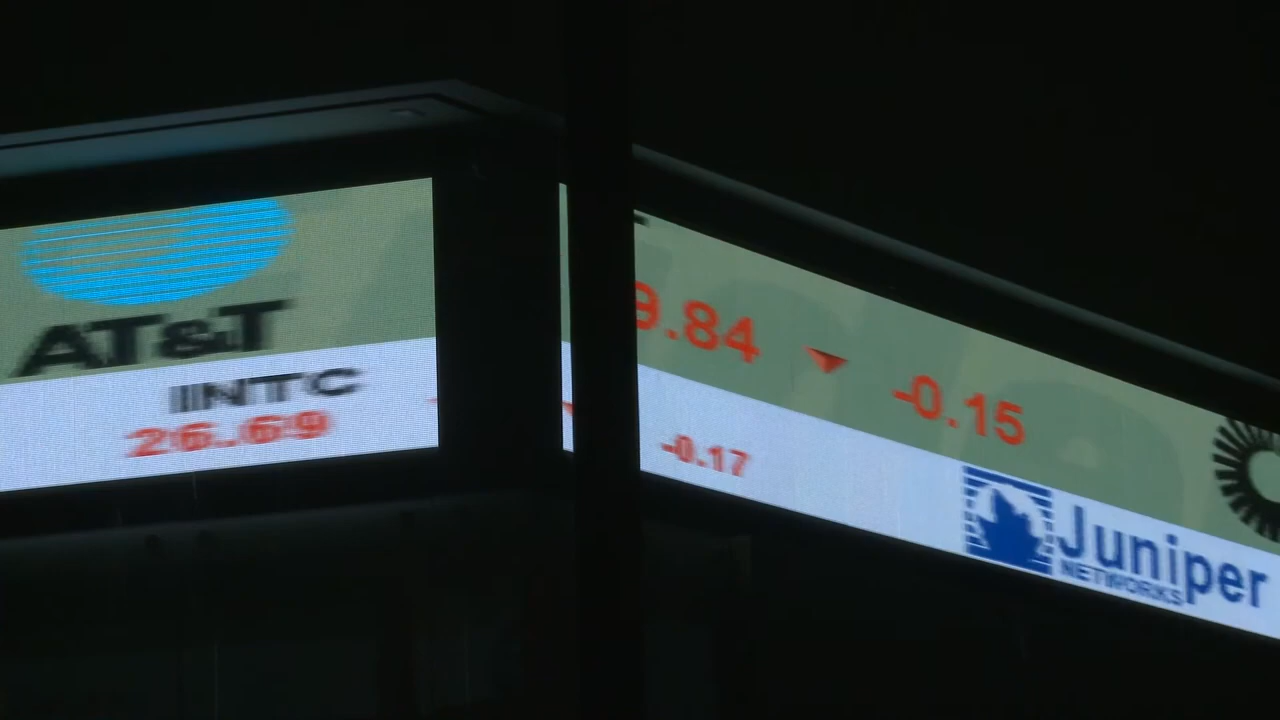 AT&T
INTC
26.69
9.84 -0.15
-0.17
Juniper
NETWORKS